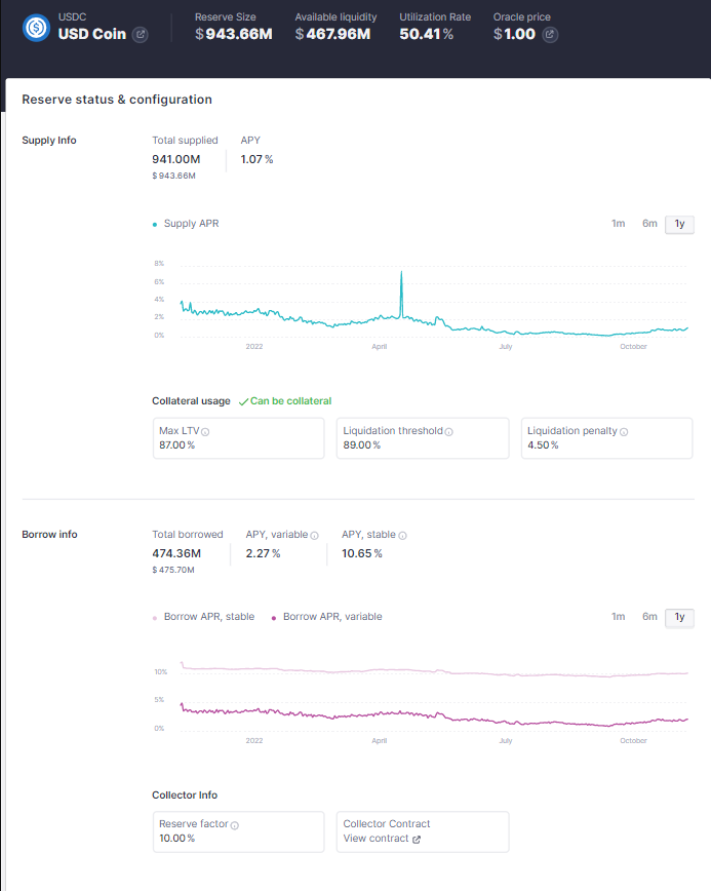 USDC
USD Coin
Reserve Size
$943.66M
Available liquidity
$467.96M
Utilization Rate
50.41%
Oracle price
$1.00
Reserve status & configuration
Supply Info
Total supplied
941.00M
$943.66M
APY
1.07%
Supply APR
1m 6m 1y
8%
6%
4%
2%
0%
2022 April July October
Collateral usage Can be collateral
Max LTV
87.00%
Liquidation threshold
89.00%
Liquidation penalty
4.50%
Borrow info
Total borrowed
474.36M
$475.70M
APY, variable
2.27%
APY, stable
10.65%
Borrow APR, stable Borrow APR, variable
1m 6m 1y
10%
5%
0%
2022 April July October
Collector Info
Reserve factor
10.00%
Collector Contract
View contract